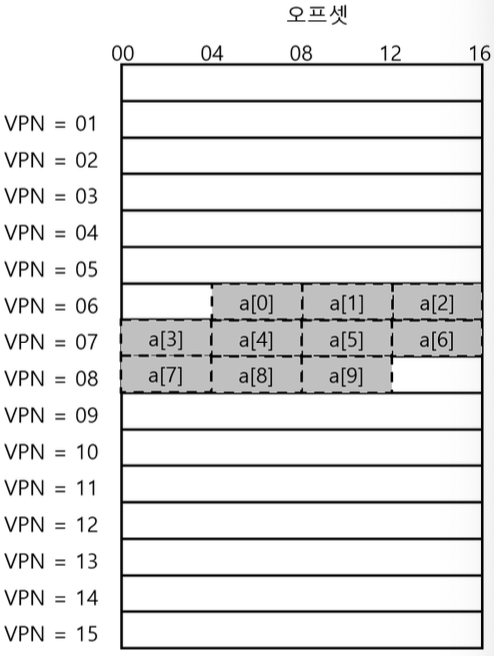 오프셋
00 04 08 12 16
VPN = 01
VPN = 02
VPN = 03
VPN = 04
VPN = 05
VPN = 06 a[0] a[1] a[2]
VPN = 07 a[3] a[4] a[5] a[6]
VPN = 08 a[7] a[8] a[9]
VPN = 09
VPN = 10
VPN = 11
VPN = 12
VPN = 13
VPN = 14
VPN = 15